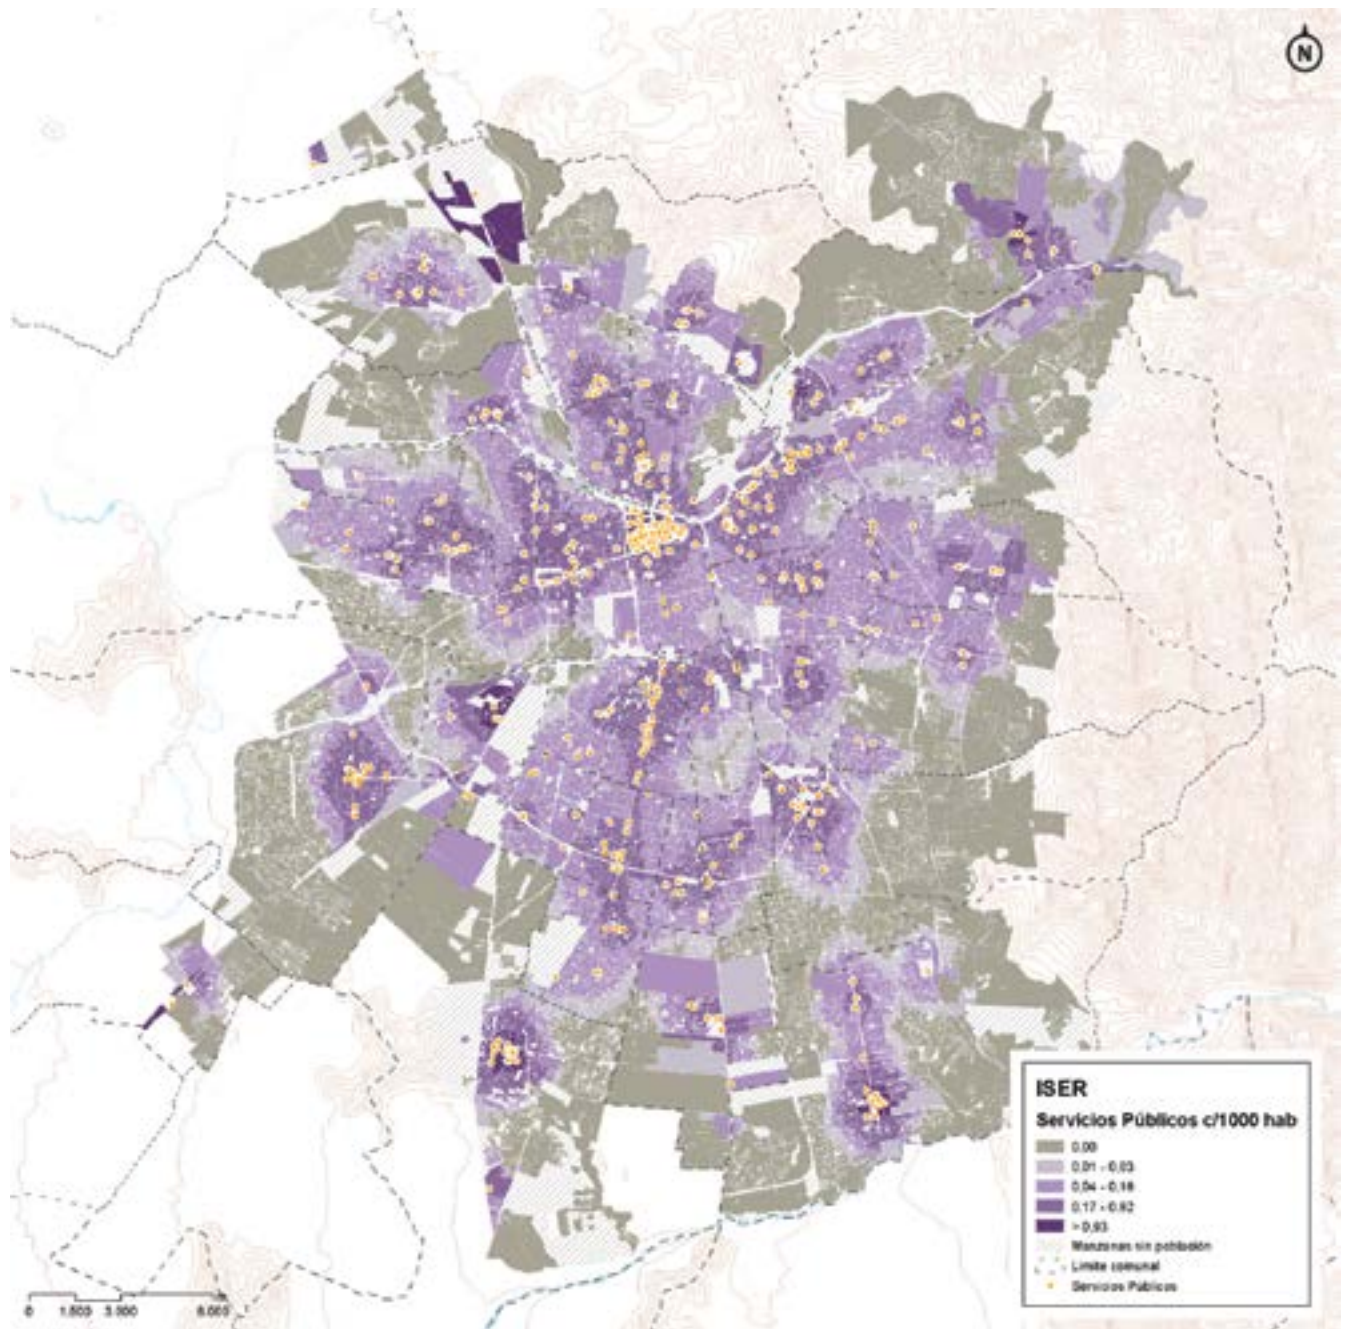 N
ISER
Servicios Públicos c/1000 hab
0,00
0,01 - 0,03
0,04 - 0,16
0,17 - 0,92
> 0,93
Manzanas sin población
Límite comunal
Servicios Públicos
0 1.500 3.000 6.000